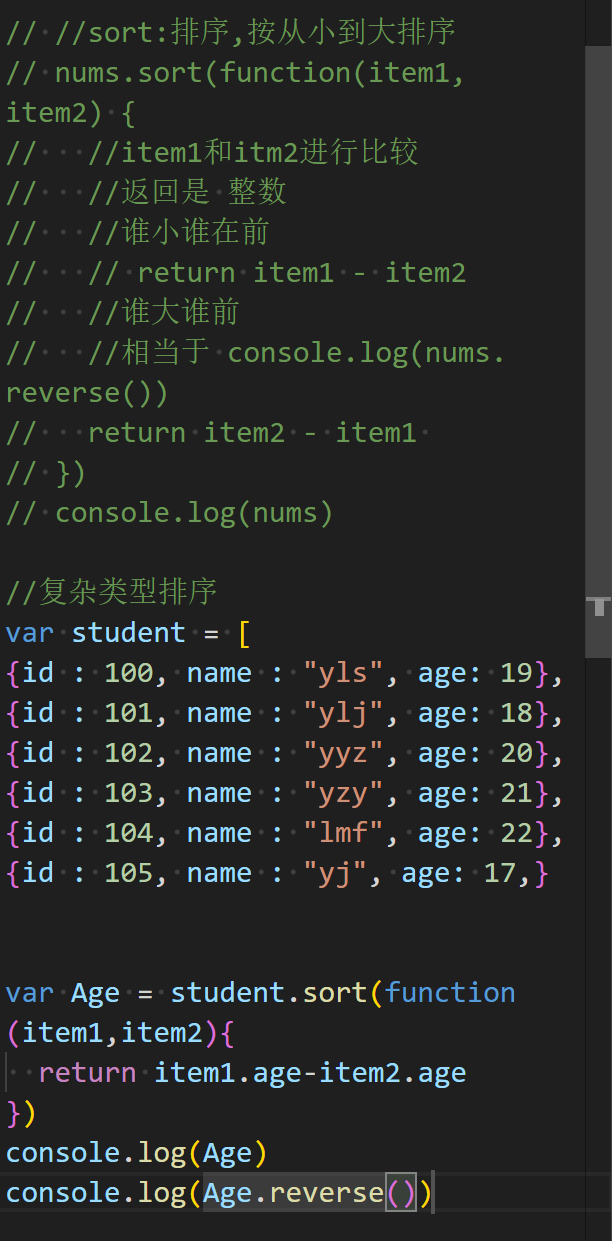 // //sort:排序,按从小到大排序
// nums.sort(function(item1,
item2) {
//   //item1和itm2进行比较
//   //返回是 整数
//   //谁小谁在前
//   // return item1 - item2
//   //谁大谁前
//   //相当于 console.log(nums.
reverse())
//   return item2 - item1 
// })
// console.log(nums)
//复杂类型排序
var student = [
{id : 100, name : "yls", age: 19},
{id : 101, name : "ylj", age: 18},
{id : 102, name : "yyz", age: 20},
{id : 103, name : "yzy", age: 21},
{id : 104, name : "lmf", age: 22},
{id : 105, name : "yj", age: 17,}
var Age = student.sort(function
(item1,item2){
  return item1.age-item2.age
})
console.log(Age)
console.log(Age.reverse())